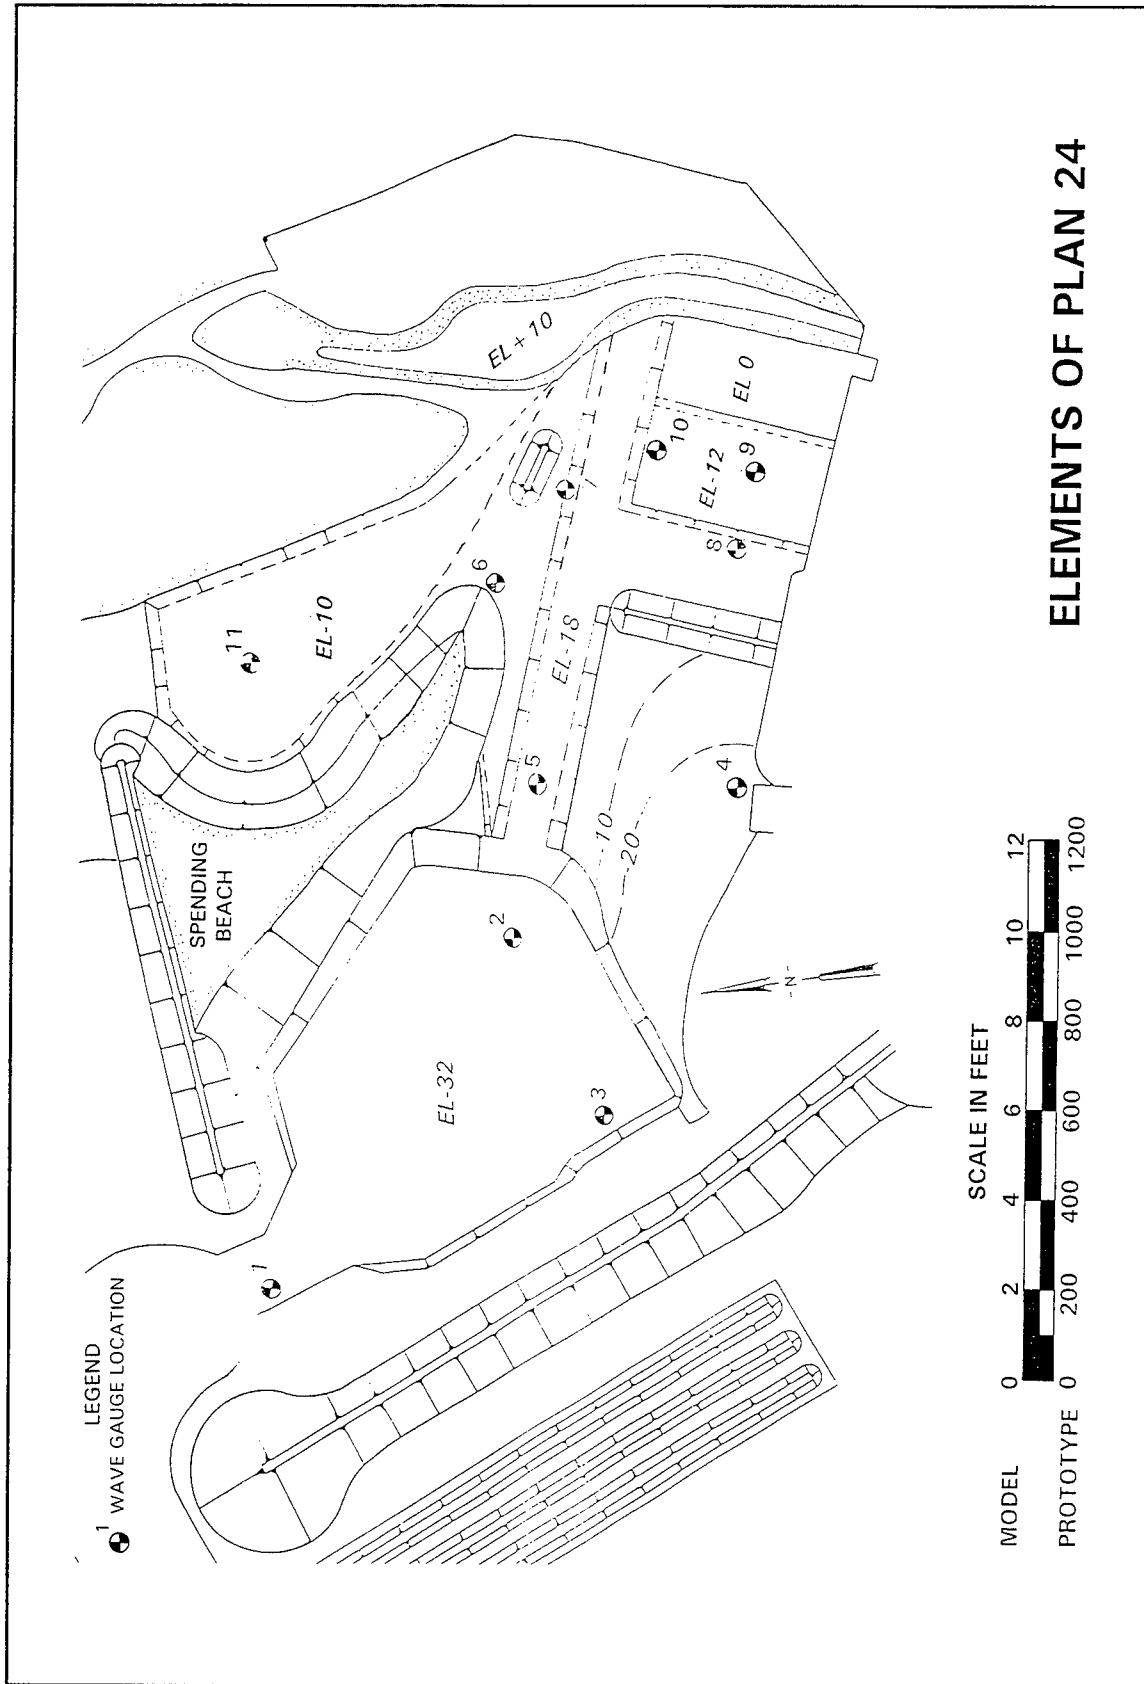 LEGEND
1 WAVE GAUGE LOCATION
1
SPENDING
BEACH
11
EL-10
EL+10
6
5
EL-18
10
EL-12
9
8
EL 0
2
EL-32
3
-10-
-20-
4
N
SCALE IN FEET
MODEL 0 2 4 6 8 10 12
PROTOTYPE 0 200 400 600 800 1000 1200
ELEMENTS OF PLAN 24